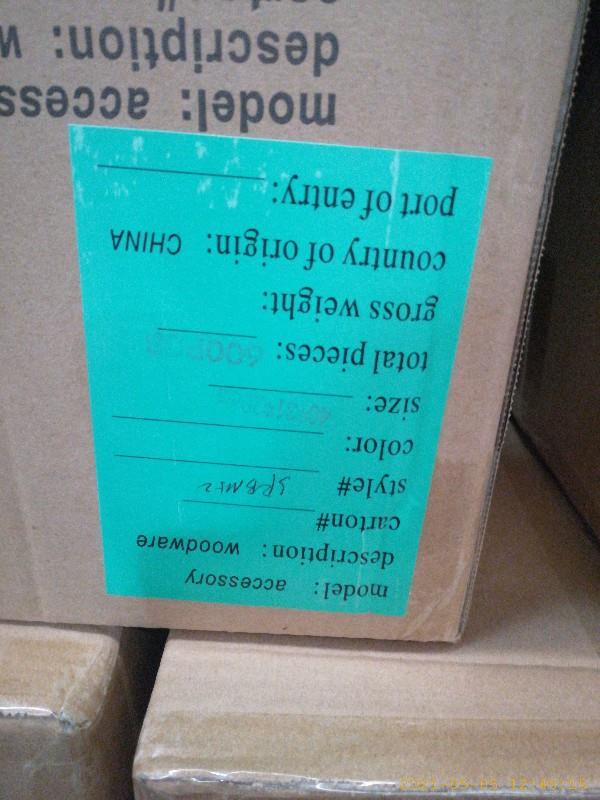 model: accessory
description: woodware
carton#
style#
color:
size:
total pieces: 600PCS
gross weight:
country of origin: CHINA
port of entry:
model: access
description: w